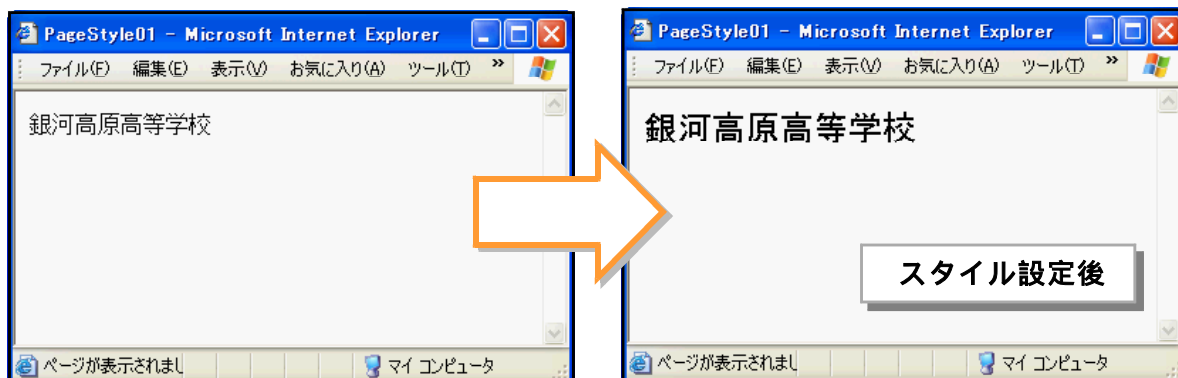 PageStyle01 - Microsoft Internet Explorer
ファイル(F) 編集(E) 表示(V) お気に入り(A) ツール(T) »
銀河高原高等学校
ページが表示されまし
マイ コンピュータ
PageStyle01 - Microsoft Internet Explorer
ファイル(F) 編集(E) 表示(V) お気に入り(A) ツール(T) »
銀河高原高等学校
スタイル設定後
ページが表示されまし
マイ コンピュータ